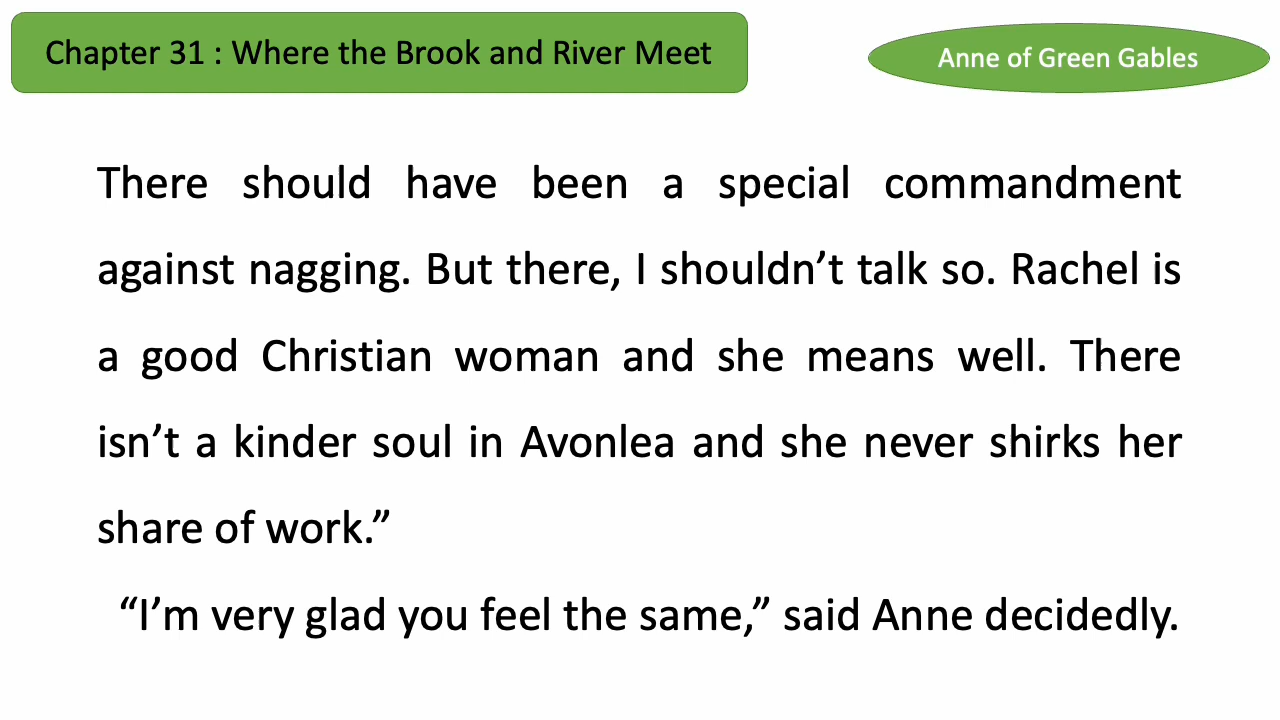 Chapter 31 : Where the Brook and River Meet
Anne of Green Gables
There should have been a special commandment
against nagging. But there, I shouldn’t talk so. Rachel is
a good Christian woman and she means well. There
isn’t a kinder soul in Avonlea and she never shirks her
share of work.”
“I’m very glad you feel the same,” said Anne decidedly.